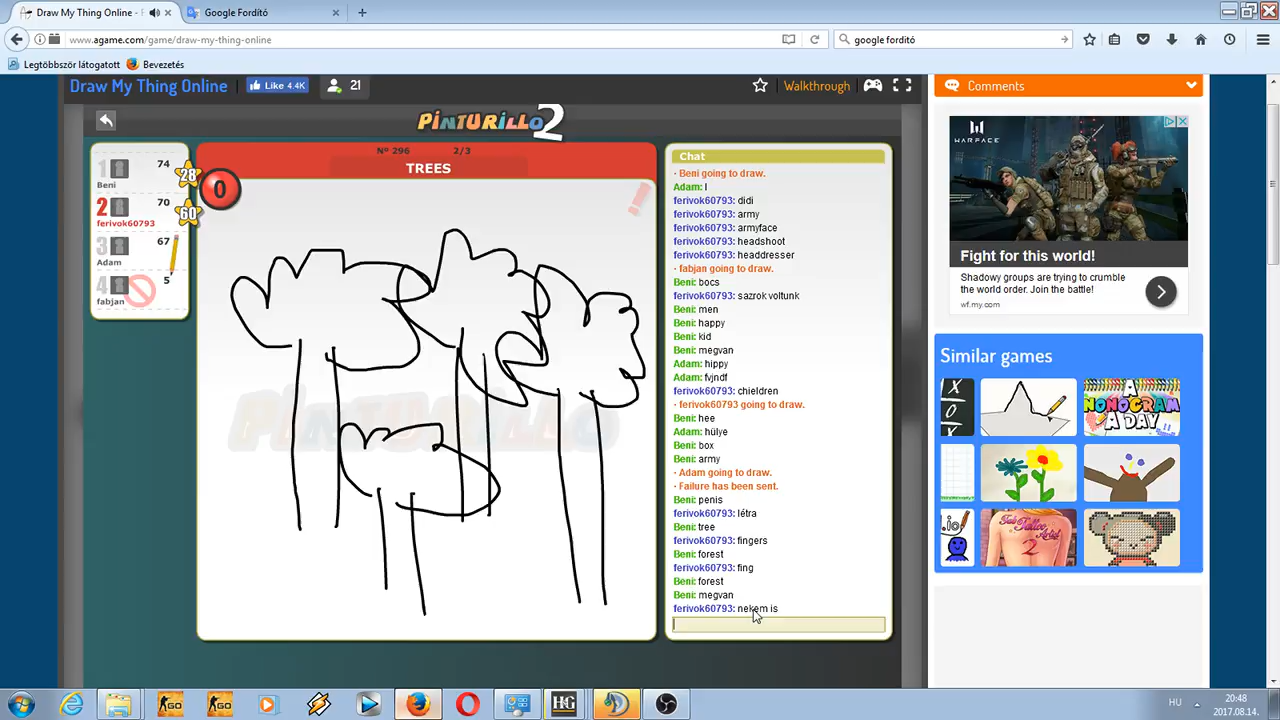 Draw My Thing Online -
Google Fordító
www.agame.com/game/draw-my-thing-online
google forditó
Legtöbbször látogatott
Bevezetés
Draw My Thing Online
Like 4.4K
21
Walkthrough
Comments
PiNTURiLLO 2
1
Beni
74
28
2
ferivok60793
70
60
3
Adam
67
4
fabjan
5
Nº 296
2/3
TREES
0
PiNTURiLLO
Chat
· Beni going to draw.
Adam: l
ferivok60793: didi
ferivok60793: army
ferivok60793: armyface
ferivok60793: headshoot
ferivok60793: headdresser
· fabjan going to draw.
Beni: bocs
ferivok60793: sazrok voltunk
Beni: men
Beni: happy
Beni: kid
Beni: megvan
Adam: hippy
Adam: fvjndf
ferivok60793: chieldren
· ferivok60793 going to draw.
Beni: hee
Adam: hülye
Beni: box
Beni: army
· Adam going to draw.
· Failure has been sent.
Beni: penis
ferivok60793: létra
Beni: tree
ferivok60793: fingers
Beni: forest
ferivok60793: fing
Beni: forest
Beni: megvan
ferivok60793: nekem is
WARFACE
Fight for this world!
Shadowy groups are trying to crumble
the world order. Join the battle!
wf.my.com
Similar games
X
O
A
NONOGRAM
A DAY
.io
Tattoo
2
GO
GO
HG
HU
20:48
2017.08.14.